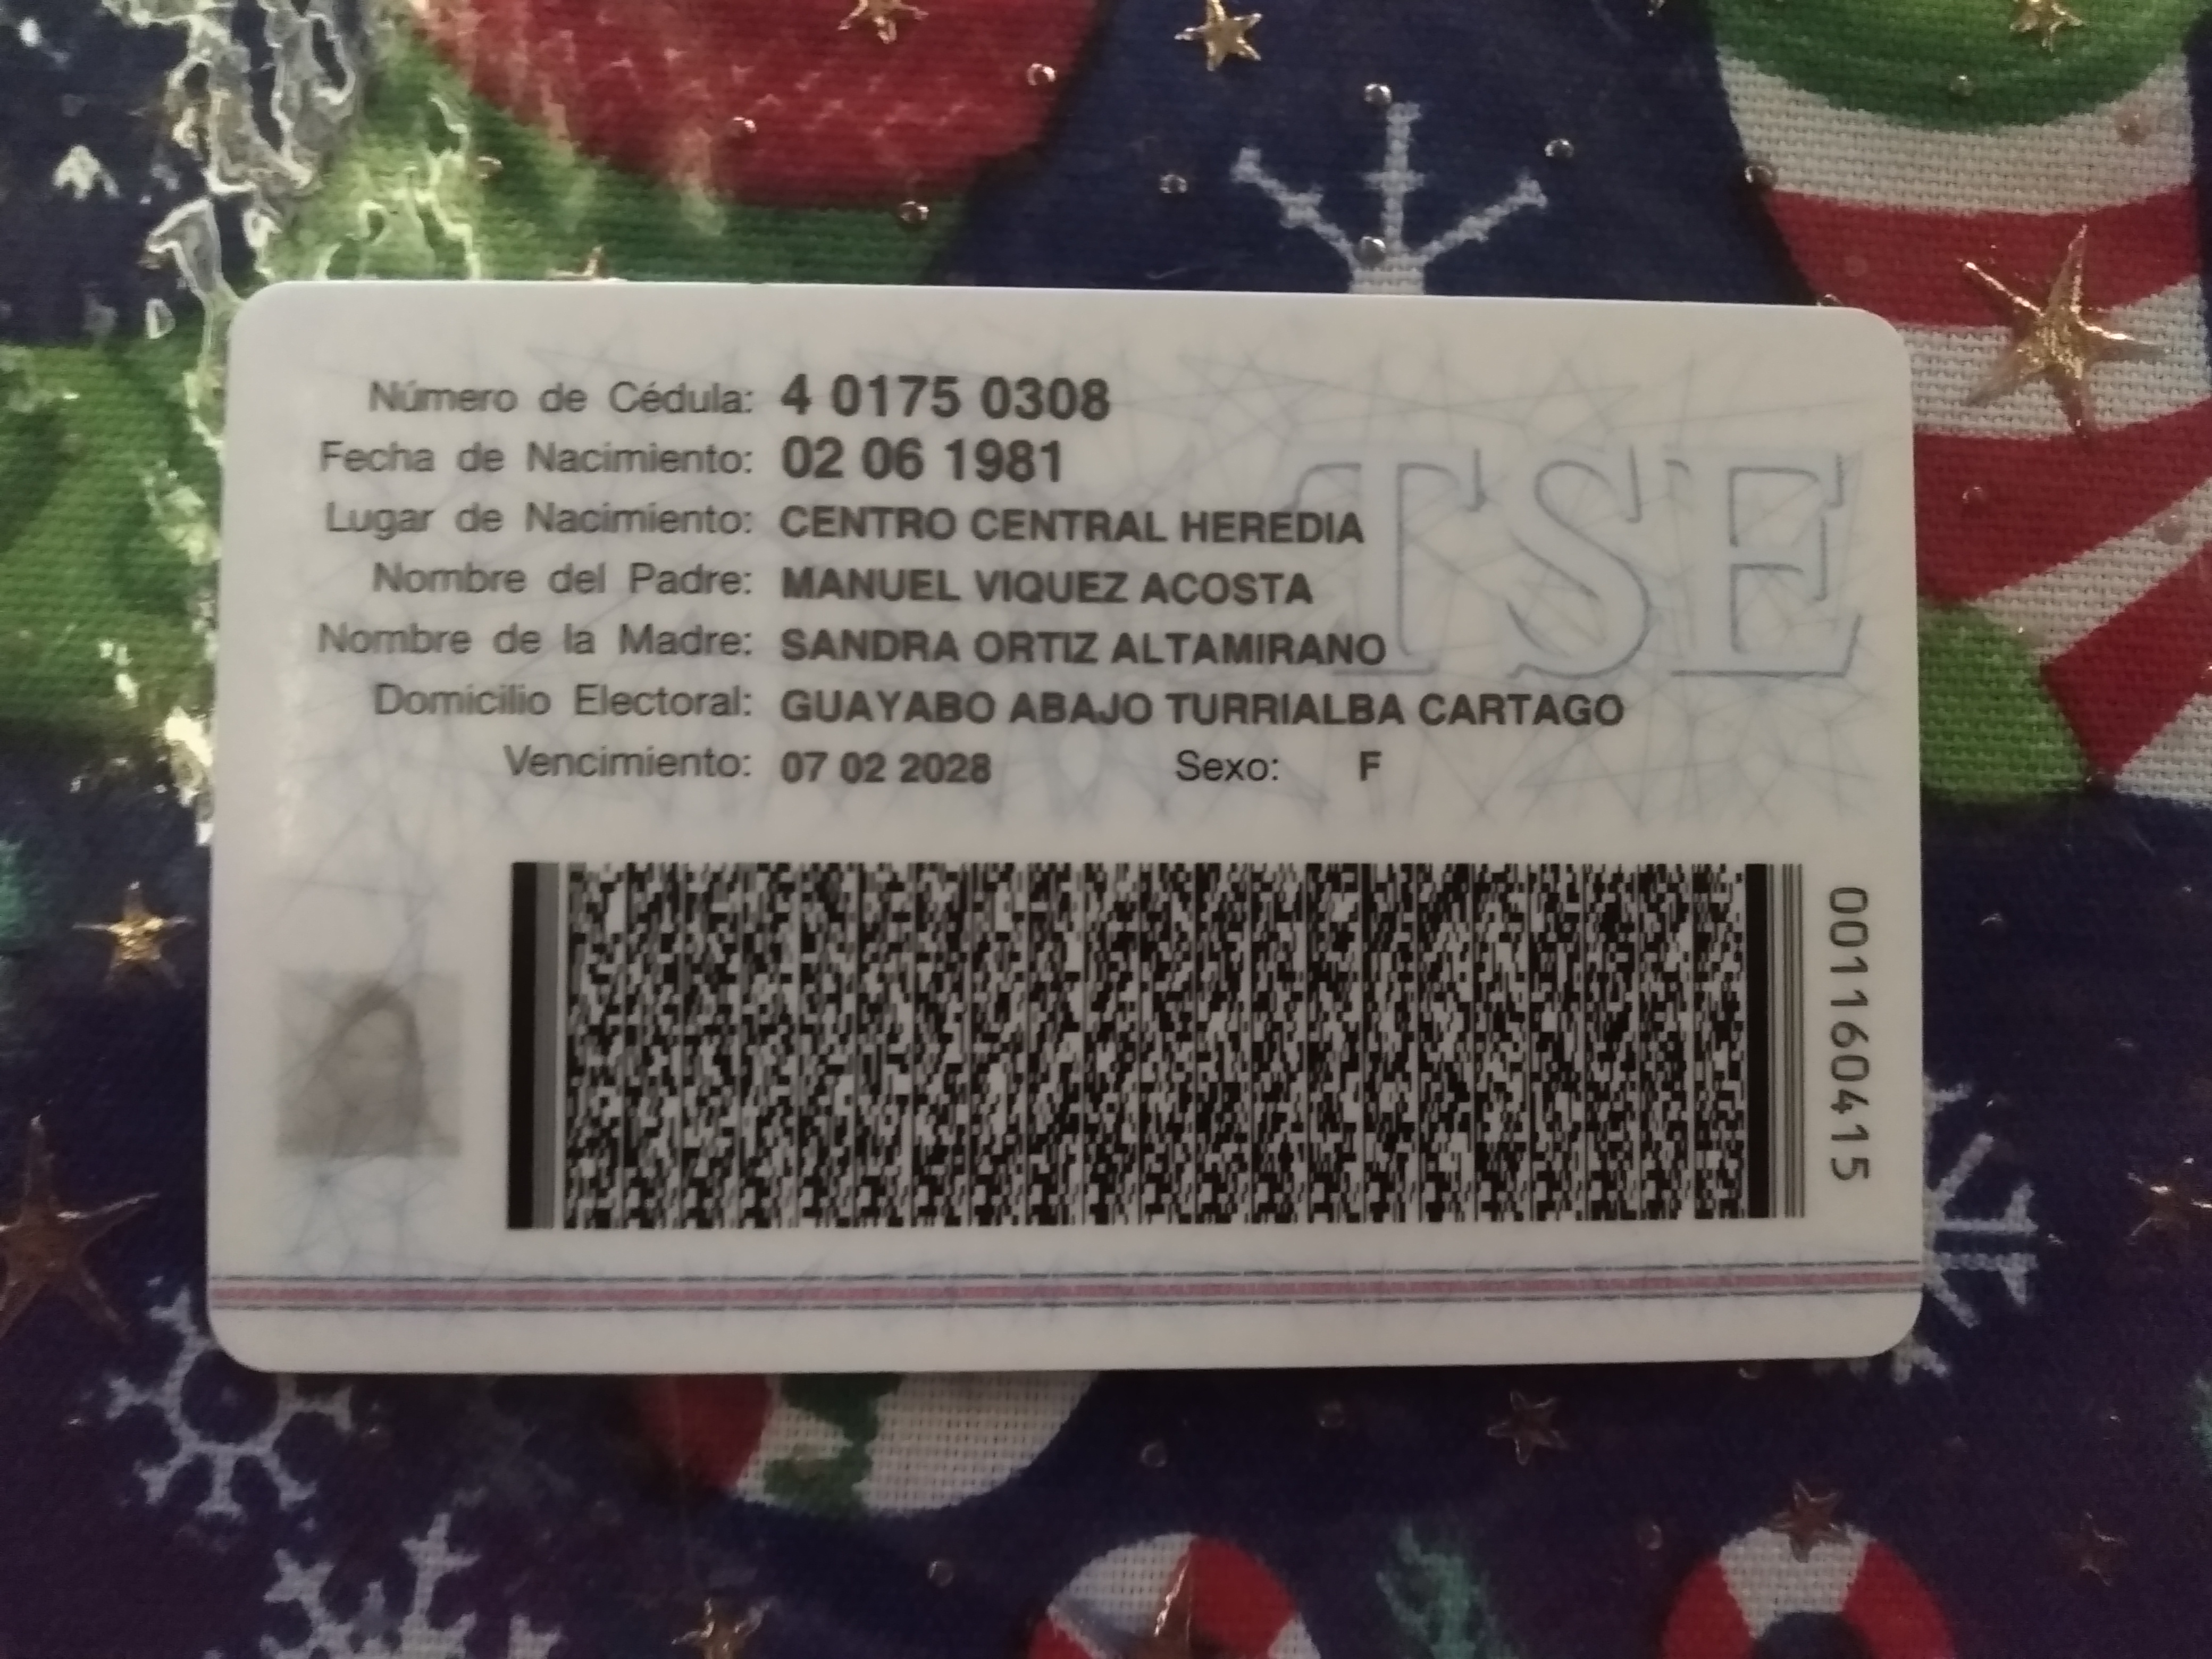 Número de Cédula: 4 0175 0308
Fecha de Nacimiento: 02 06 1981
Lugar de Nacimiento: CENTRO CENTRAL HEREDIA
Nombre del Padre: MANUEL VIQUEZ ACOSTA
Nombre de la Madre: SANDRA ORTIZ ALTAMIRANO
Domicilio Electoral: GUAYABO ABAJO TURRIALBA CARTAGO
Vencimiento: 07 02 2028 Sexo: F
TSE
001160415